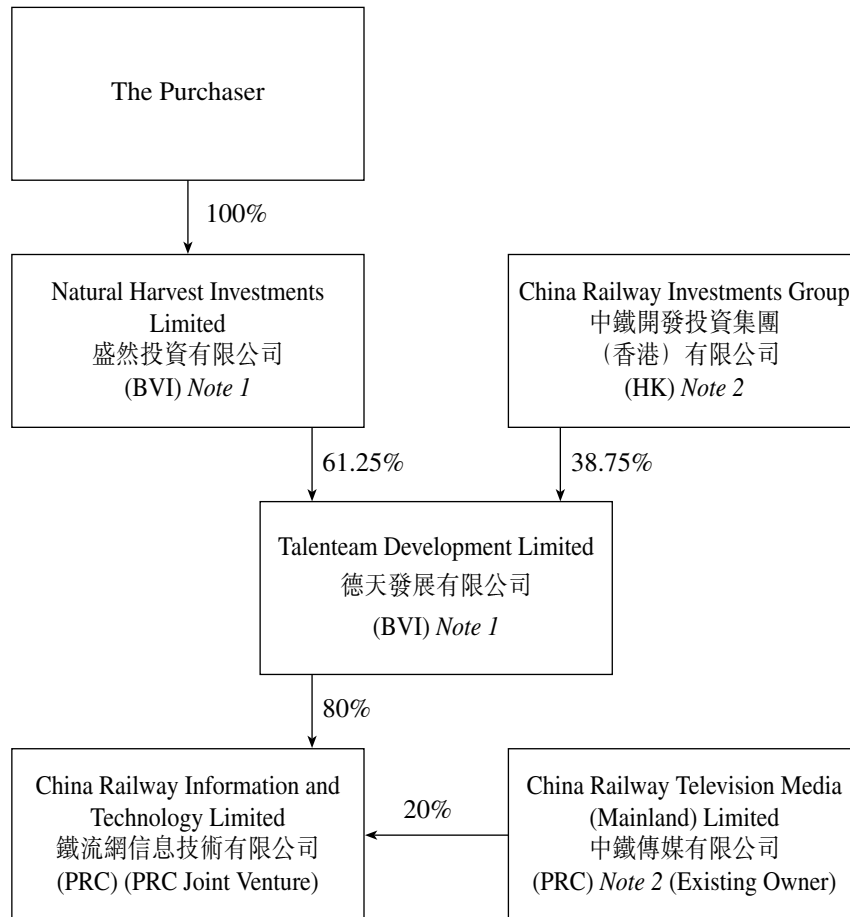 The Purchaser
100%
Natural Harvest Investments
Limited
盛然投資有限公司
(BVI) Note 1
China Railway Investments Group
中鐵開發投資集團
（香港）有限公司
(HK) Note 2
61.25%
38.75%
Talenteam Development Limited
德天發展有限公司
(BVI) Note 1
80%
China Railway Information and
Technology Limited
鐵流網信息技術有限公司
(PRC) (PRC Joint Venture)
20%
China Railway Television Media
(Mainland) Limited
中鐵傳媒有限公司
(PRC) Note 2 (Existing Owner)